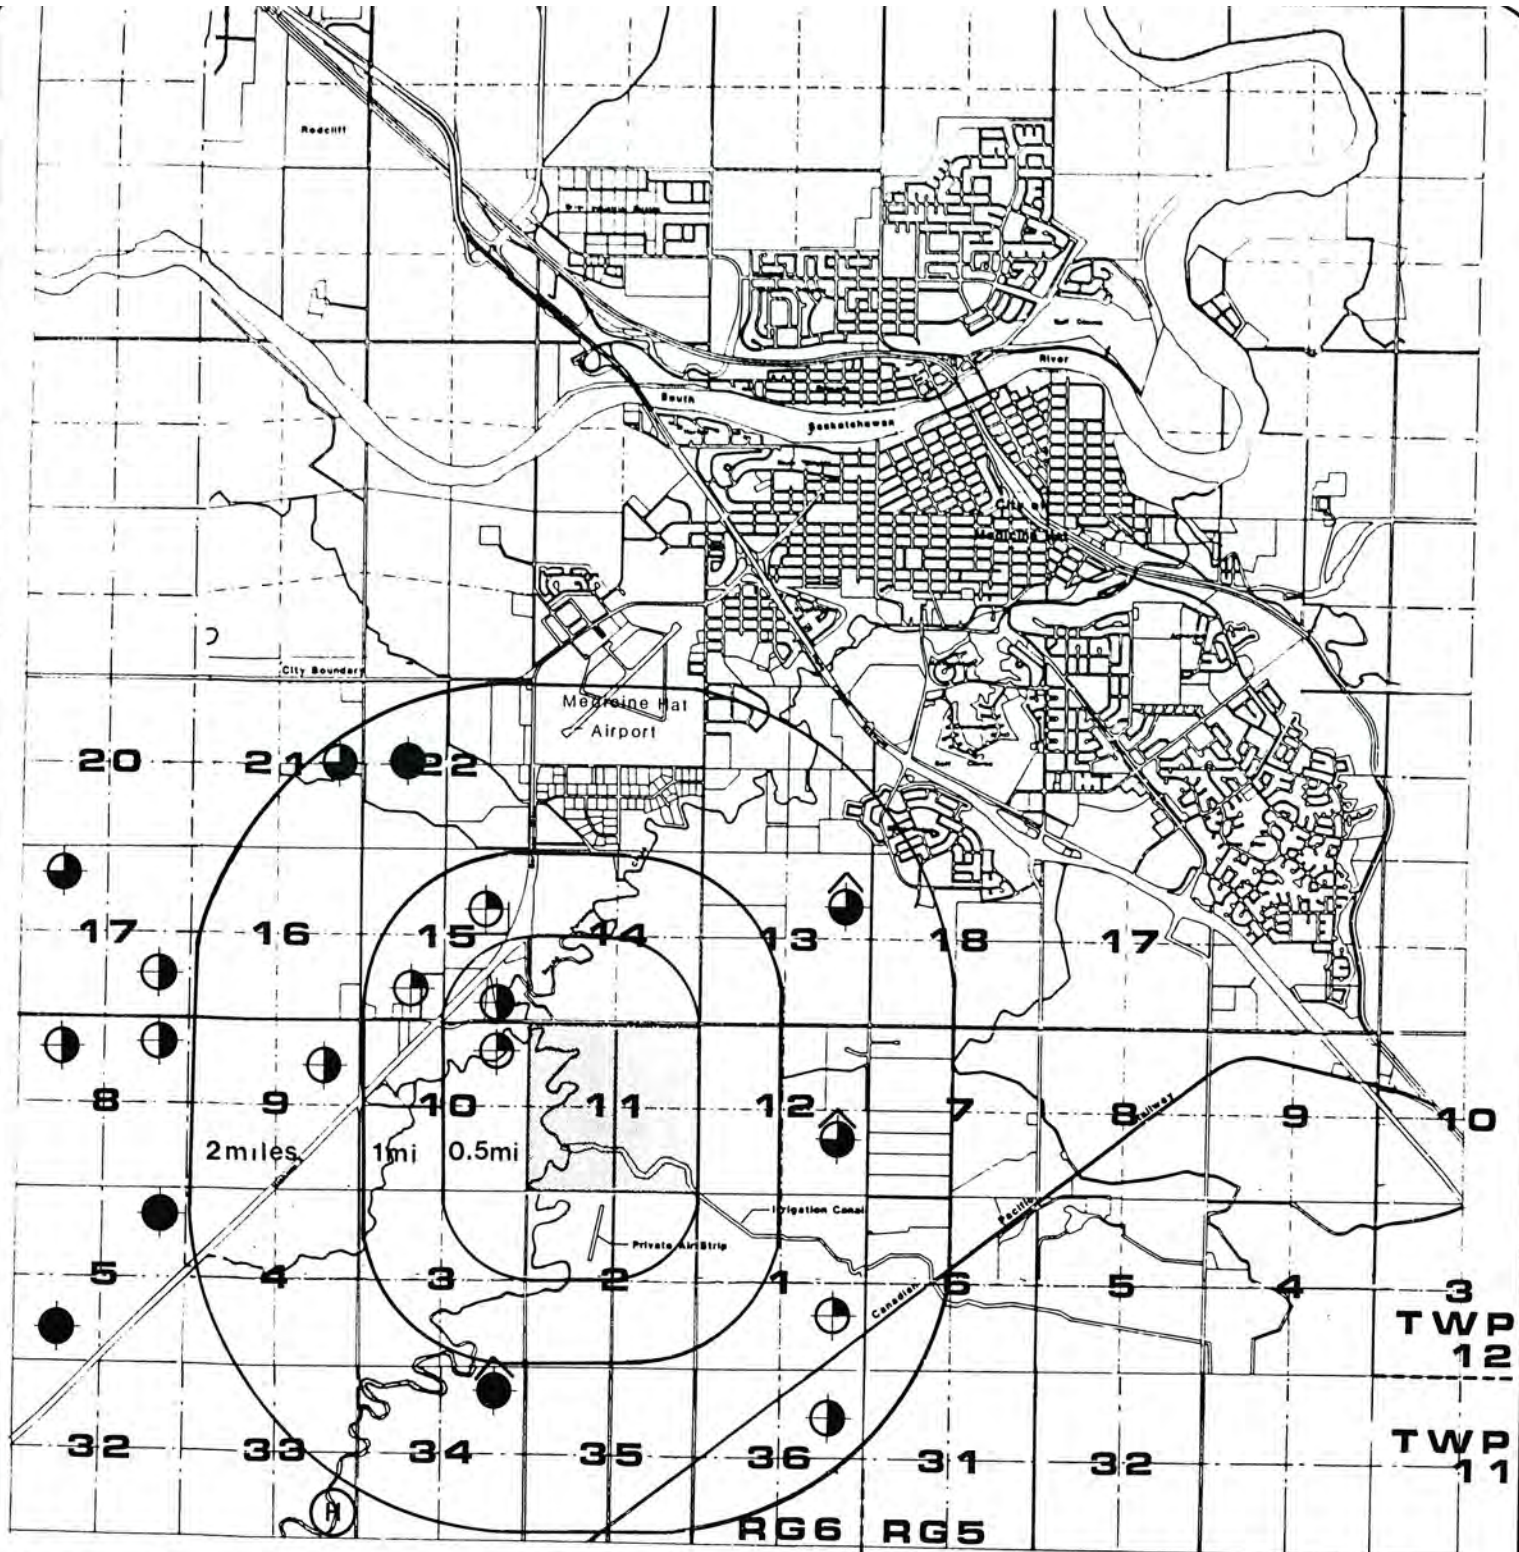 Redcliff
River
South
Saskatchewan
City of
Medicine Hat
City Boundary
Medicine Hat
Airport
20 21 22
17 16 15 14 13 18 17
8 9 10 11 12 7 8 9 10
Railway
2 miles 1mi 0.5mi
Pacific
Irrigation Canal
Private AirStrip
5 4 3 2 1 6 5 4 3
Canadian
TWP
12
32 33 34 35 36 31 32
TWP
11
H
RG6 RG5